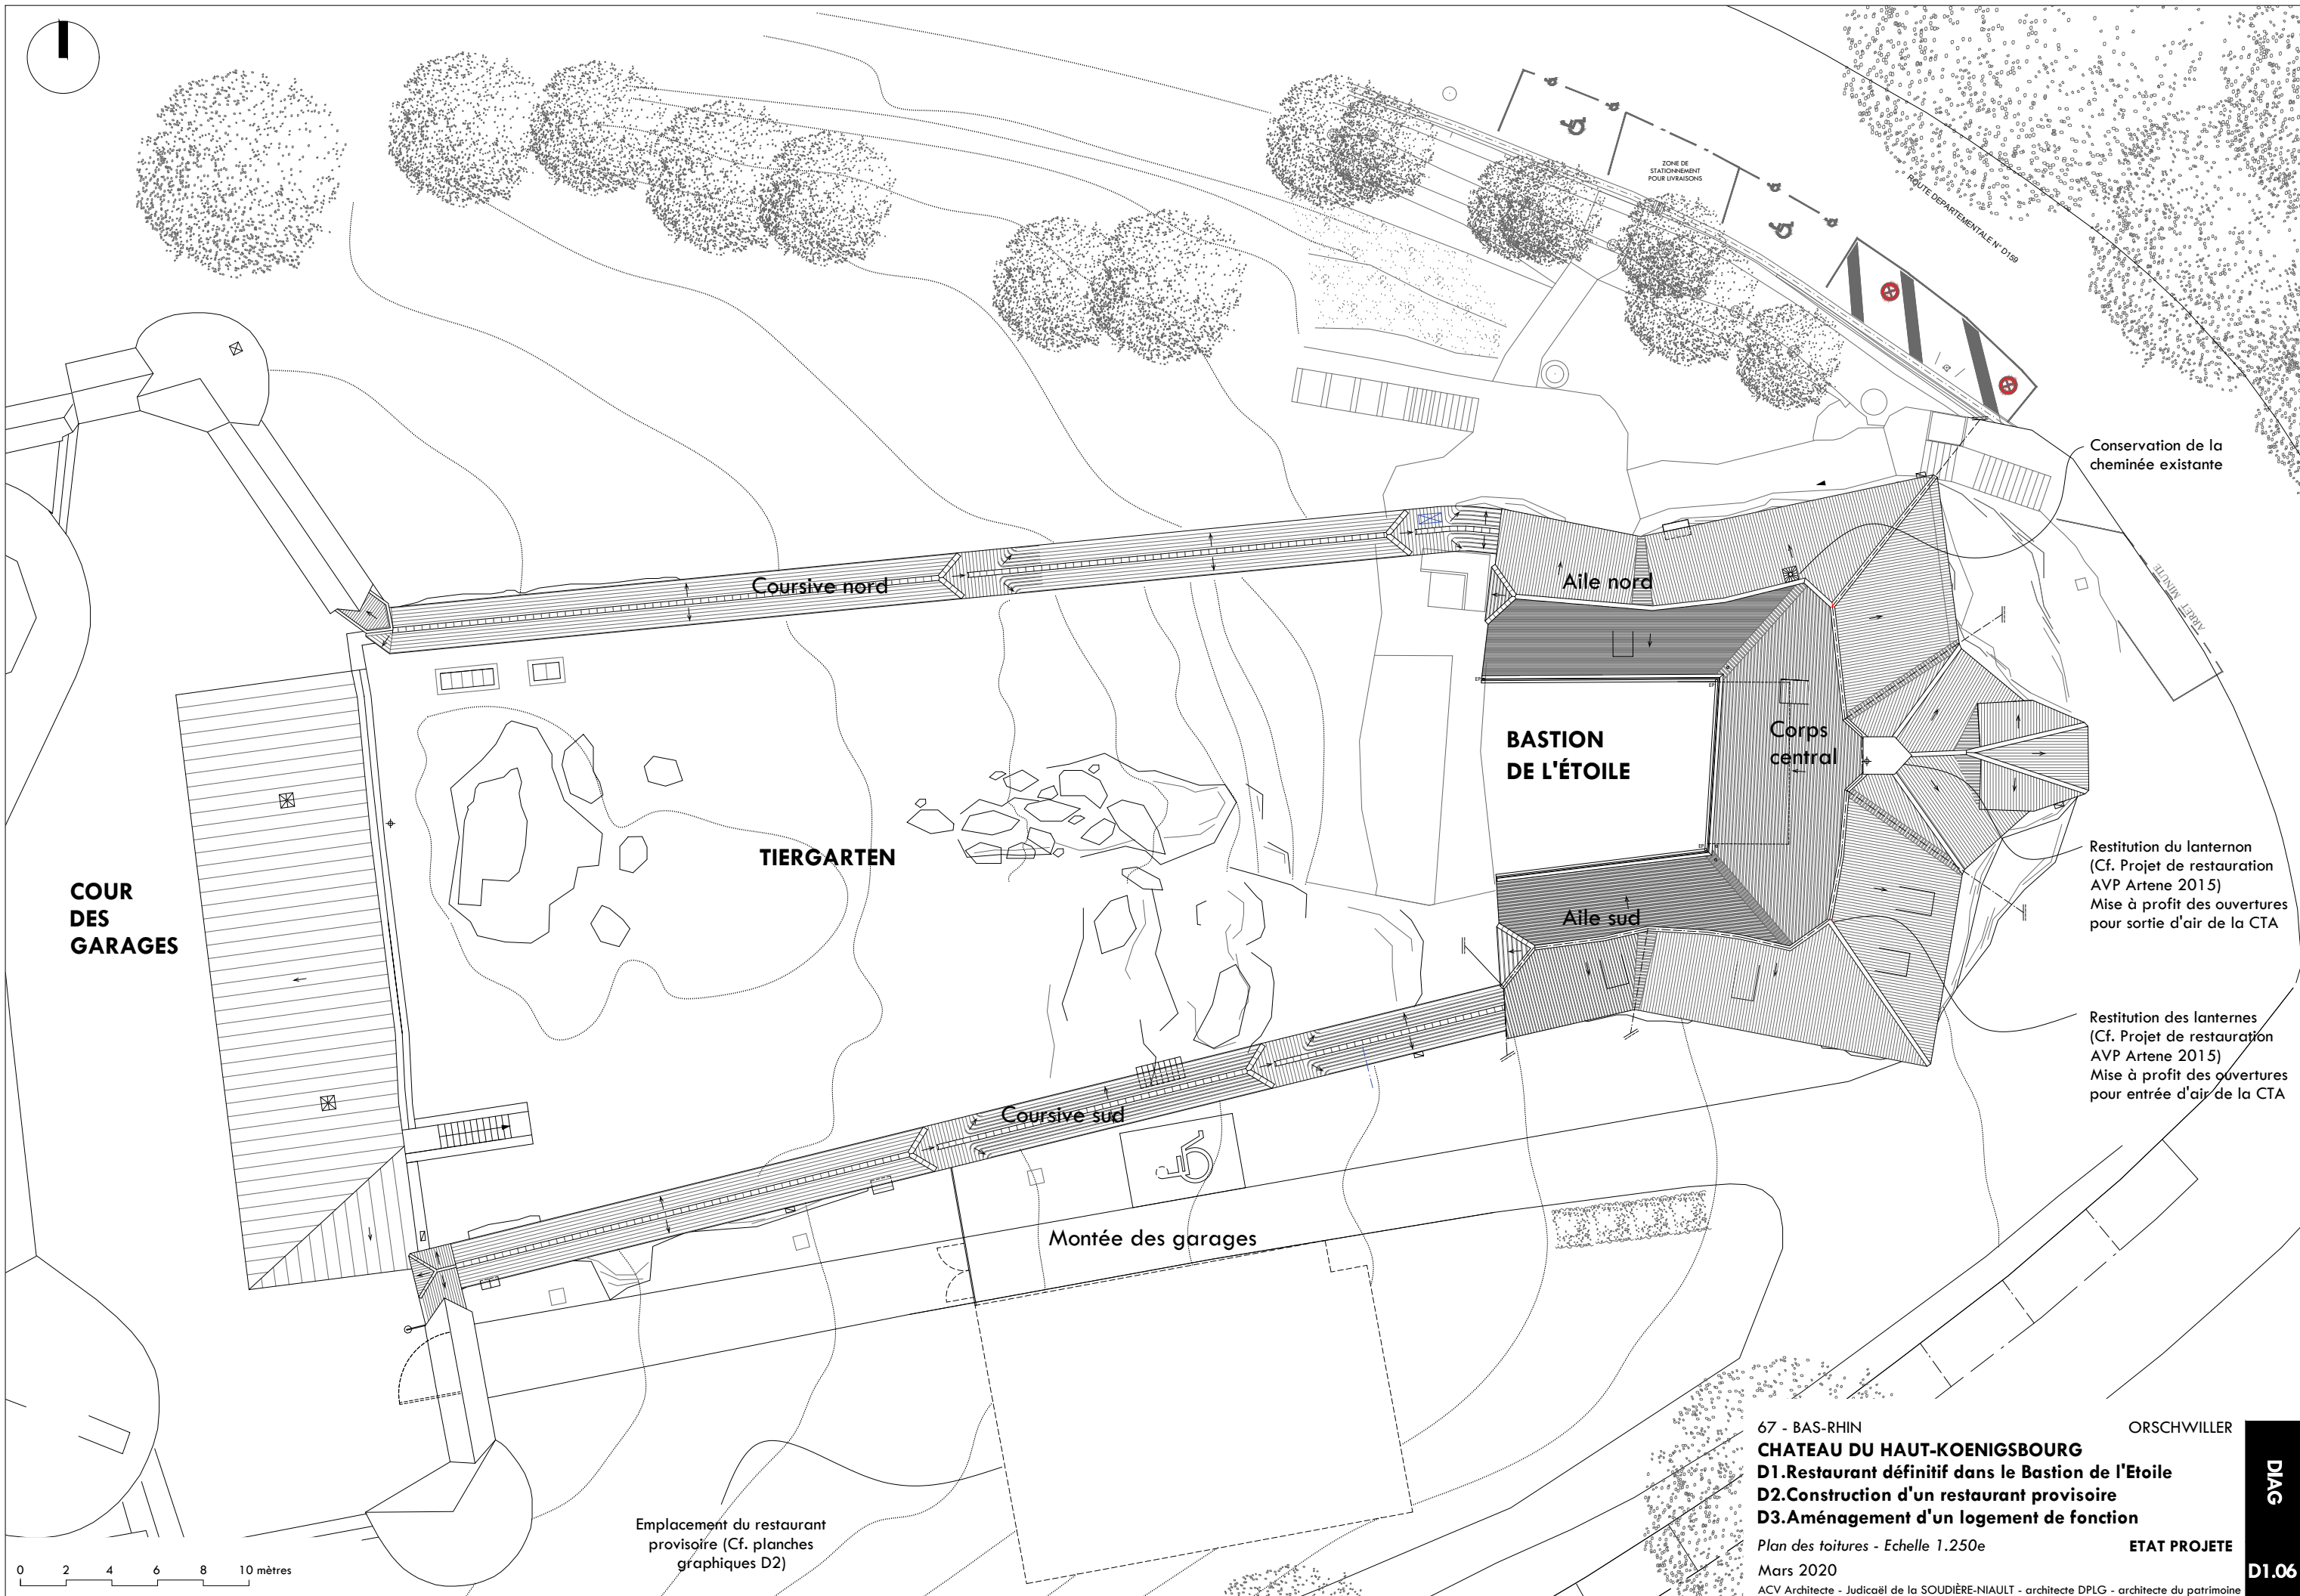 ZONE DE
STATIONNEMENT
POUR LIVRAISONS
ROUTE DEPARTEMENTALE N° D159
Conservation de la
cheminée existante
ARRÊT MINUTE
Coursive nord
Aile nord
BASTION
DE L'ÉTOILE
Corps
central
EP
EP
EP
TIERGARTEN
COUR
DES
GARAGES
Aile sud
Restitution du lanternon
(Cf. Projet de restauration
AVP Artene 2015)
Mise à profit des ouvertures
pour sortie d'air de la CTA
Restitution des lanternes
(Cf. Projet de restauration
AVP Artene 2015)
Mise à profit des ouvertures
pour entrée d'air de la CTA
Coursive sud
Montée des garages
Emplacement du restaurant
provisoire (Cf. planches
graphiques D2)
0 2 4 6 8 10 mètres
67 - BAS-RHIN ORSCHWILLER
CHATEAU DU HAUT-KOENIGSBOURG
D1.Restaurant définitif dans le Bastion de l'Etoile
D2.Construction d'un restaurant provisoire
D3.Aménagement d'un logement de fonction
Plan des toitures - Echelle 1.250e ETAT PROJETE
Mars 2020
ACV Architecte - Judicaël de la SOUDIÈRE-NIAULT - architecte DPLG - architecte du patrimoine
DIAG
D1.06